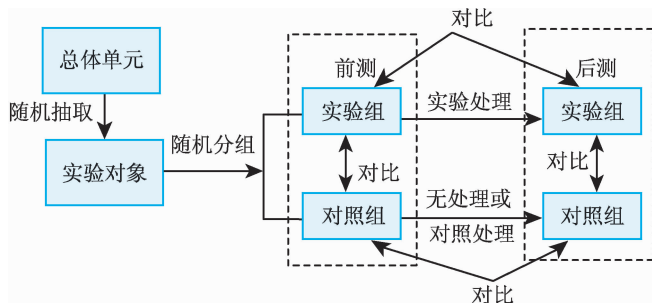 对比
总体单元
前测
后测
随机抽取
实验组
实验处理
实验组
随机分组
实验对象
对比
对比
对照组
无处理或
对照处理
对照组
对比